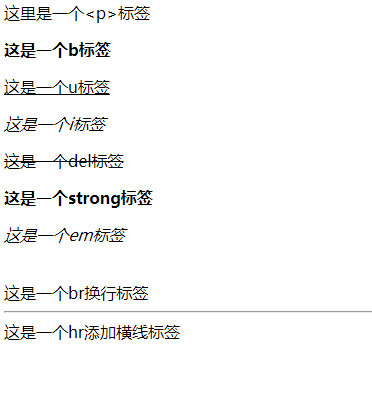 这里是一个<p>标签
这是一个b标签
这是一个u标签
这是一个i标签
这是一个del标签
这是一个strong标签
这是一个em标签
这是一个br换行标签
这是一个hr添加横线标签